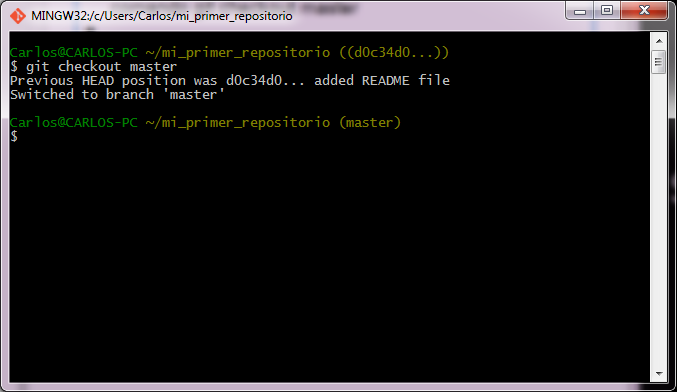 master
MINGW32:/c/Users/Carlos/mi_primer_repositorio
Carlos@CARLOS-PC ~/mi_primer_repositorio ((d0c34d0...))
$ git checkout master
Previous HEAD position was d0c34d0... added README file
Switched to branch 'master'
Carlos@CARLOS-PC ~/mi_primer_repositorio (master)
$